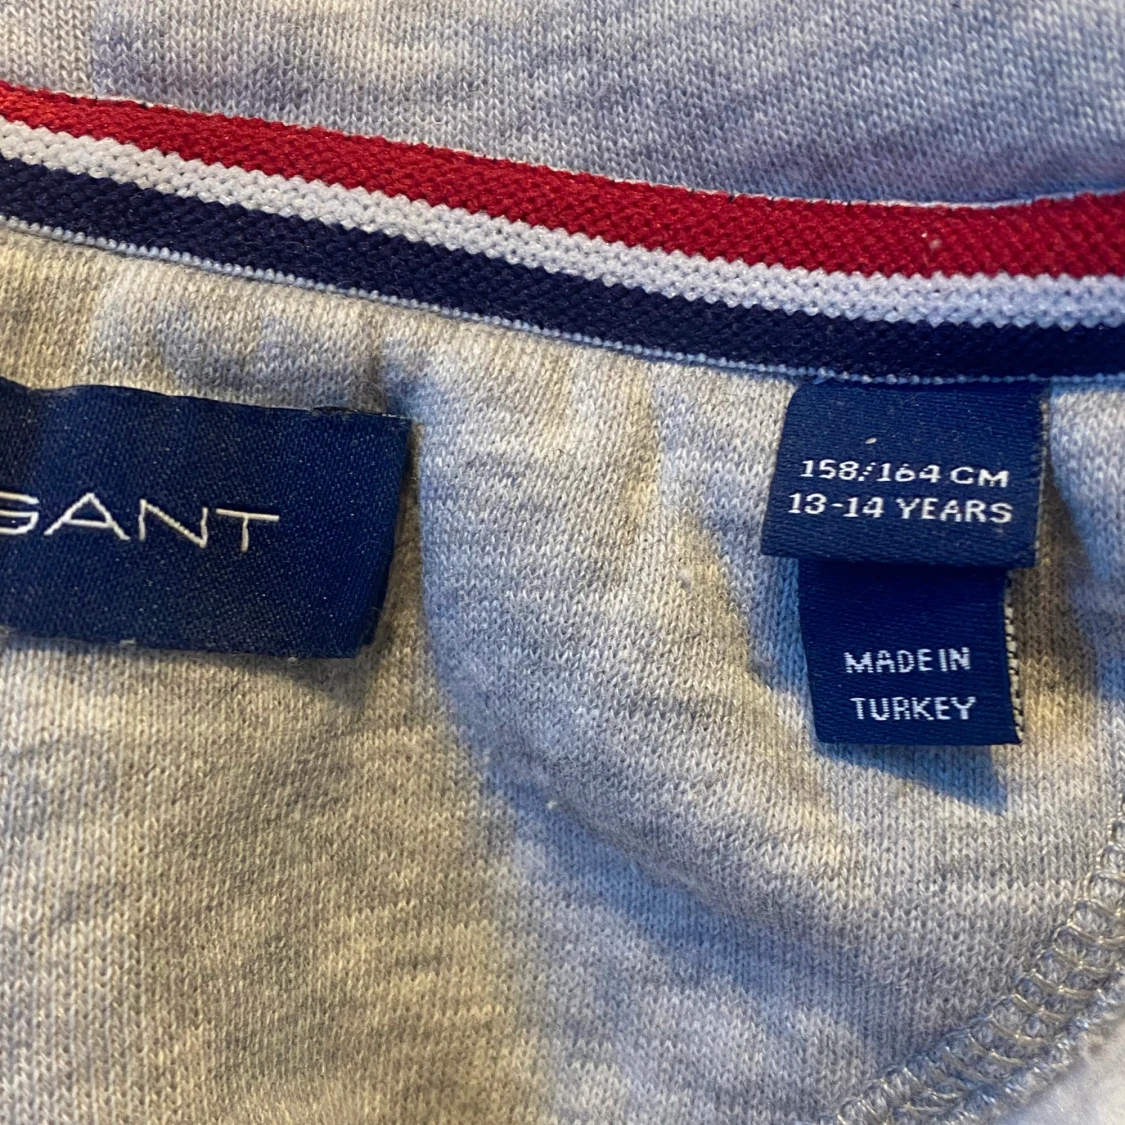 GANT
158/164 CM
13-14 YEARS
MADE IN
TURKEY